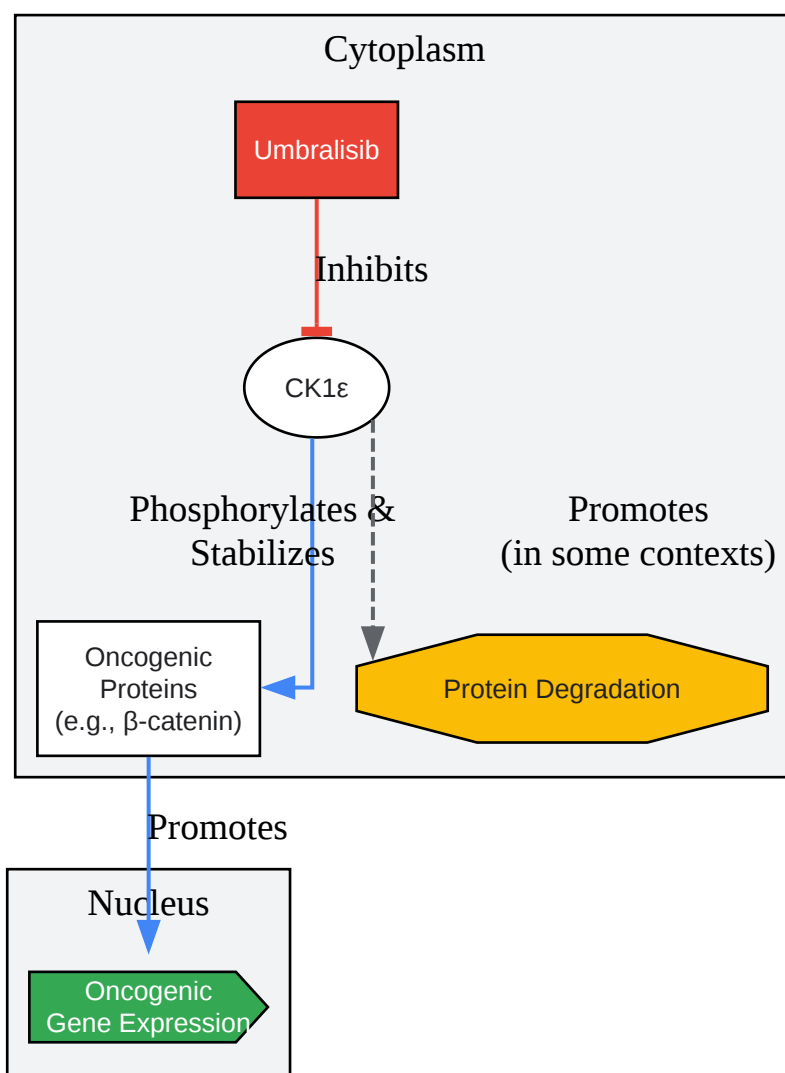 Cytoplasm
Umbralisib
Inhibits
CK1ε
Phosphorylates &
Stabilizes
Promotes
(in some contexts)
Oncogenic
Proteins
(e.g., β-catenin)
Protein Degradation
Promotes
Nucleus
Oncogenic
Gene Expression